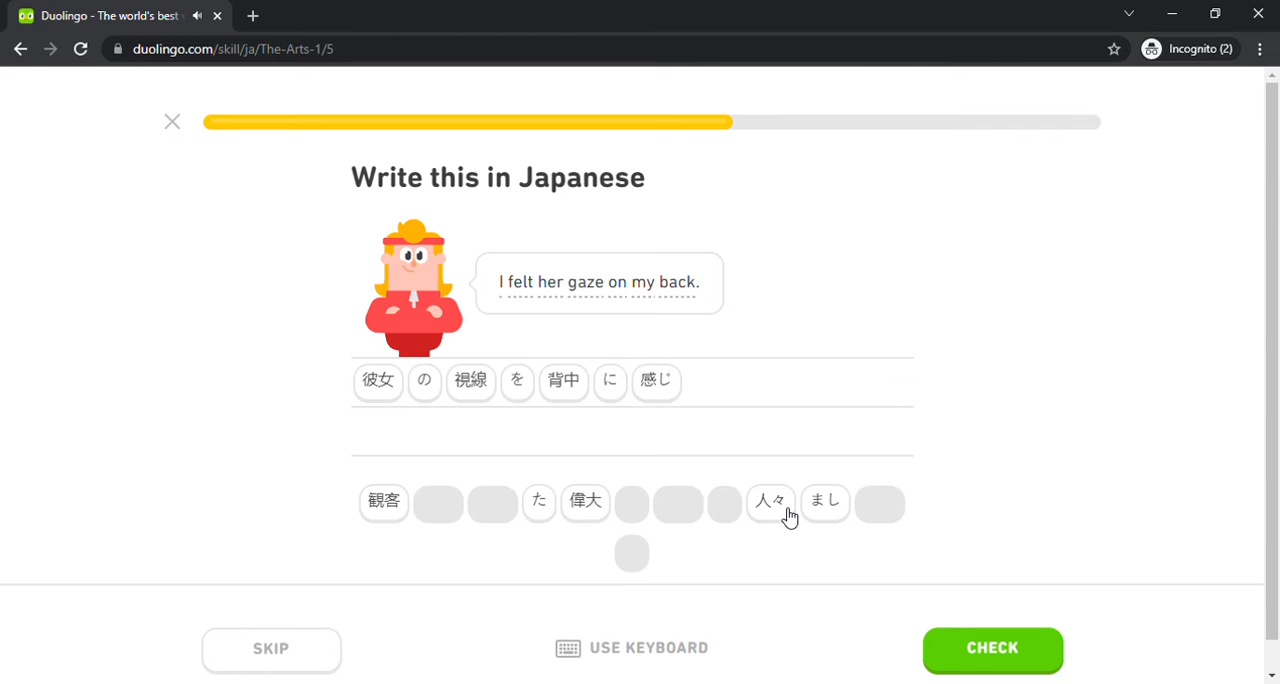 Duolingo - The world's best
duolingo.com/skill/ja/The-Arts-1/5
Incognito (2)
Write this in Japanese
I felt her gaze on my back.
彼女 の 視線 を 背中 に 感じ
観客 た 偉大 人々 まし
SKIP
USE KEYBOARD
CHECK